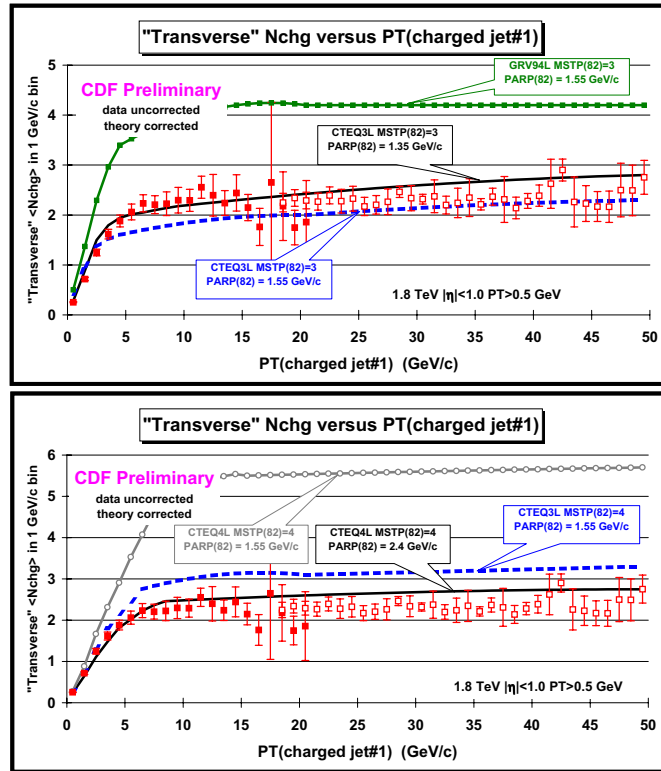 "Transverse" Nchg versus PT(charged jet#1)
5
4
3
2
1
0
"Transverse" <Nchg> in 1 GeV/c bin
CDF Preliminary
data uncorrected
theory corrected
GRV94L MSTP(82)=3
PARP(82) = 1.55 GeV/c
CTEQ3L MSTP(82)=3
PARP(82) = 1.35 GeV/c
CTEQ3L MSTP(82)=3
PARP(82) = 1.55 GeV/c
1.8 TeV |η|<1.0 PT>0.5 GeV
0 5 10 15 20 25 30 35 40 45 50
PT(charged jet#1) (GeV/c)
"Transverse" Nchg versus PT(charged jet#1)
6
5
4
3
2
1
0
"Transverse" <Nchg> in 1 GeV/c bin
CDF Preliminary
data uncorrected
theory corrected
CTEQ4L MSTP(82)=4
PARP(82) = 1.55 GeV/c
CTEQ4L MSTP(82)=4
PARP(82) = 2.4 GeV/c
CTEQ3L MSTP(82)=4
PARP(82) = 1.55 GeV/c
1.8 TeV |η|<1.0 PT>0.5 GeV
0 5 10 15 20 25 30 35 40 45 50
PT(charged jet#1) (GeV/c)